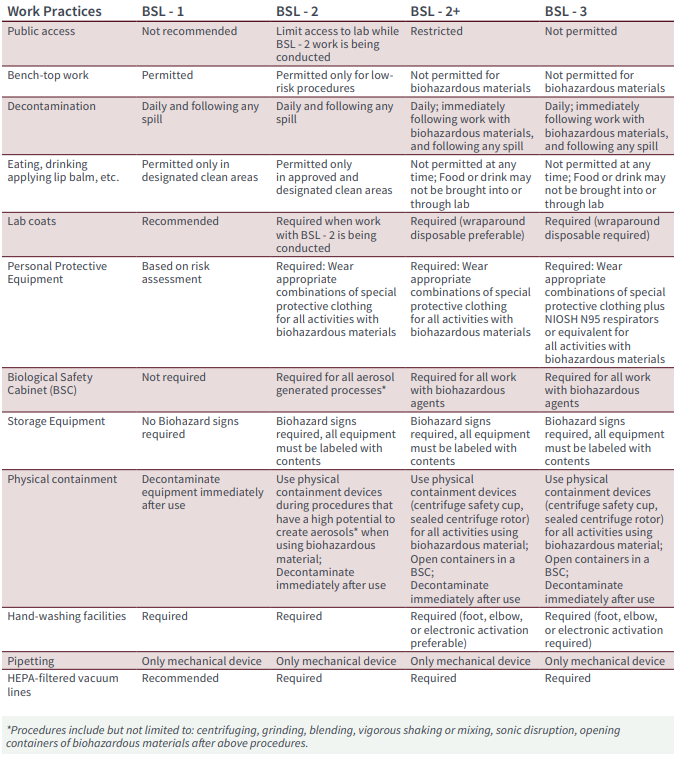 Work Practices BSL - 1 BSL - 2 BSL - 2+ BSL - 3
Public access Not recommended Limit access to lab while Restricted Not permitted
BSL - 2 work is being
conducted
Bench-top work Permitted Permitted only for low- Not permitted for Not permitted for
risk procedures biohazardous materials biohazardous materials
Decontamination Daily and following any Daily and following any Daily; immediately Daily; immediately
spill spill following work with following work with
biohazardous materials, biohazardous materials,
and following any spill and following any spill
Eating, drinking Permitted only in Permitted only Not permitted at any Not permitted at any
applying lip balm, etc. designated clean areas in approved and time; Food or drink may time; Food or drink may
designated clean areas not be brought into or not be brought into or
through lab through lab
Lab coats Recommended Required when work Required (wraparound Required (wraparound
with BSL - 2 is being disposable preferable) disposable required)
conducted
Personal Protective Based on risk Required: Wear Required: Wear Required: Wear
Equipment assessment appropriate appropriate appropriate
combinations of special combinations of special combinations of special
protective clothing protective clothing protective clothing plus
for all activities with for all activities with NIOSH N95 respirators
biohazardous materials biohazardous materials or equivalent for
all activities with
biohazardous materials
Biological Safety Not required Required for all aerosol Required for all work Required for all work
Cabinet (BSC) generated processes* with biohazardous with biohazardous
agents agents
Storage Equipment No Biohazard signs Biohazard signs Biohazard signs Biohazard signs
required required, all equipment required, all equipment required, all equipment
must be labeled with must be labeled with must be labeled with
contents contents contents
Physical containment Decontaminate Use physical Use physical Use physical
equipment immediately containment devices containment devices containment devices
after use during procedures that (centrifuge safety cup, (centrifuge safety cup,
have a high potential to sealed centrifuge rotor) sealed centrifuge rotor)
create aerosols* when for all activities using for all activities using
using biohazardous biohazardous material; biohazardous material;
material; Open containers in a Open containers in a
Decontaminate BSC; BSC;
immediately after use Decontaminate Decontaminate
immediately after use immediately after use
Hand-washing facilities Required Required Required (foot, elbow, Required (foot, elbow,
or electronic activation or electronic activation
preferable) required)
Pipetting Only mechanical device Only mechanical device Only mechanical device Only mechanical device
HEPA-filtered vacuum Recommended Required Required Required
lines
*Procedures include but not limited to: centrifuging, grinding, blending, vigorous shaking or mixing, sonic disruption, opening
containers of biohazardous materials after above procedures.